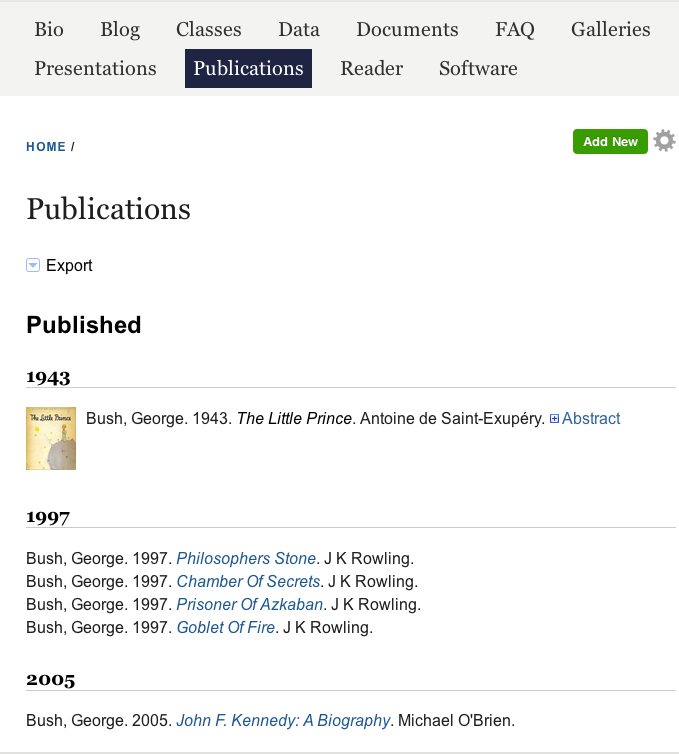 Bio Blog Classes Data Documents FAQ Galleries
Presentations Publications Reader Software
HOME /
Add New
Publications
Export
Published
1943
The Little Prince
Bush, George. 1943. The Little Prince. Antoine de Saint-Exupéry. Abstract
1997
Bush, George. 1997. Philosophers Stone. J K Rowling.
Bush, George. 1997. Chamber Of Secrets. J K Rowling.
Bush, George. 1997. Prisoner Of Azkaban. J K Rowling.
Bush, George. 1997. Goblet Of Fire. J K Rowling.
2005
Bush, George. 2005. John F. Kennedy: A Biography. Michael O'Brien.